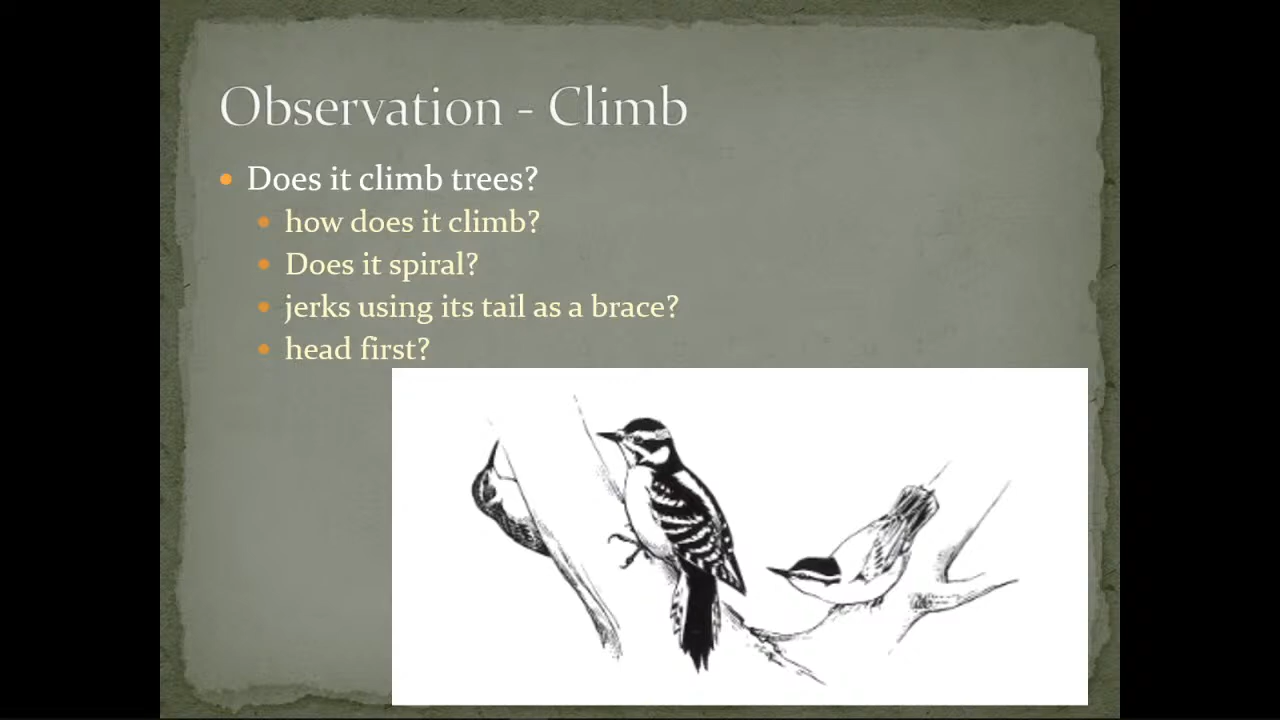 Observation - Climb
Does it climb trees?
how does it climb?
Does it spiral?
jerks using its tail as a brace?
head first?